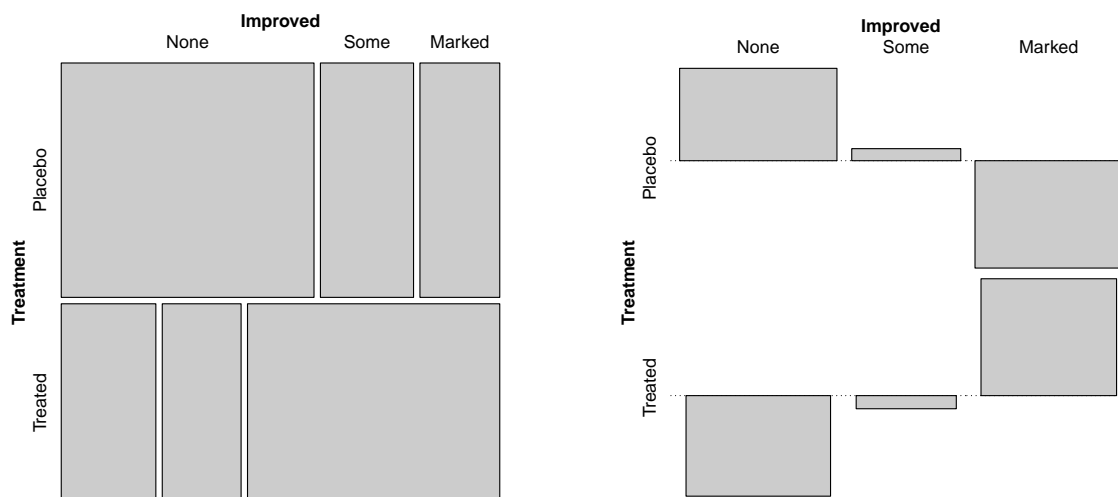 Improved
None Some Marked
Treatment
Placebo
Treated
Improved
None Some Marked
Treatment
Placebo
Treated